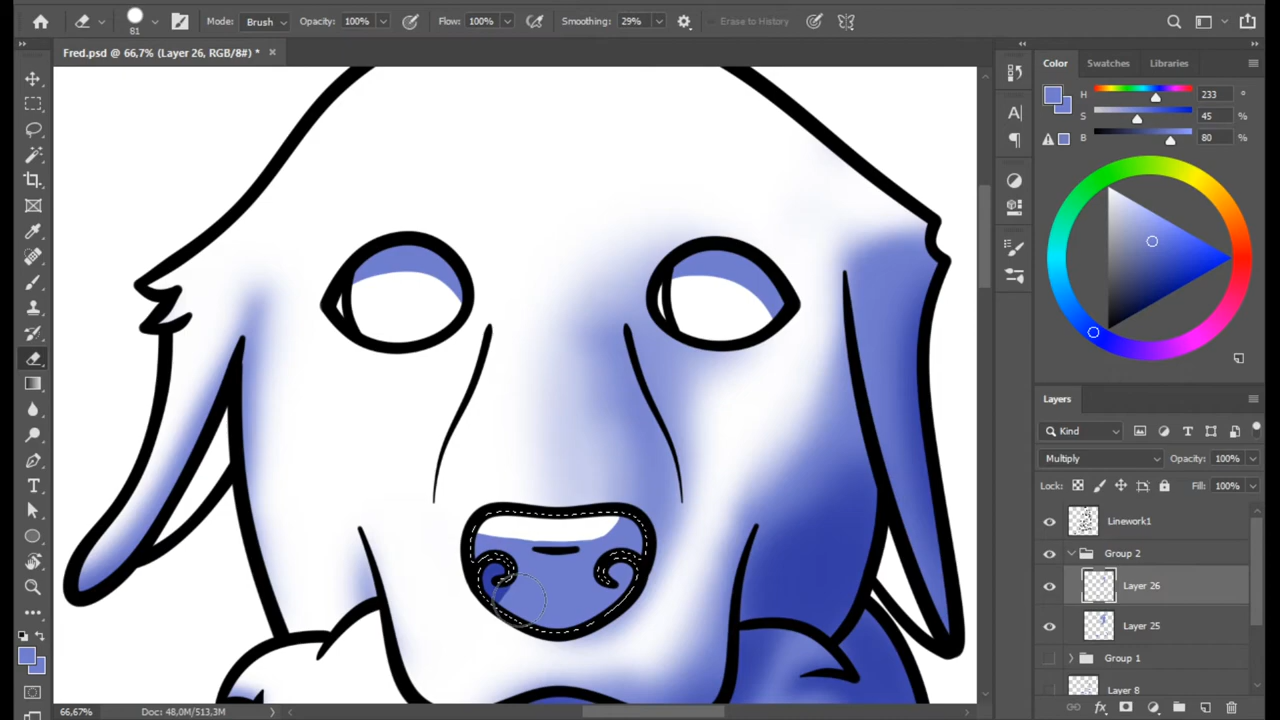 81
Mode: Brush Opacity: 100% Flow: 100% Smoothing: 29% Erase to History
Fred.psd @ 66,7% (Layer 26, RGB/8#) * ×
Color Swatches Libraries
H 233 °
S 45 %
B 80 %
Layers
Kind
Multiply Opacity: 100%
Lock: Fill: 100%
Linework1
Group 2
Layer 26
Layer 25
Group 1
Layer 8
66,67% Doc: 48,0M/513,3M